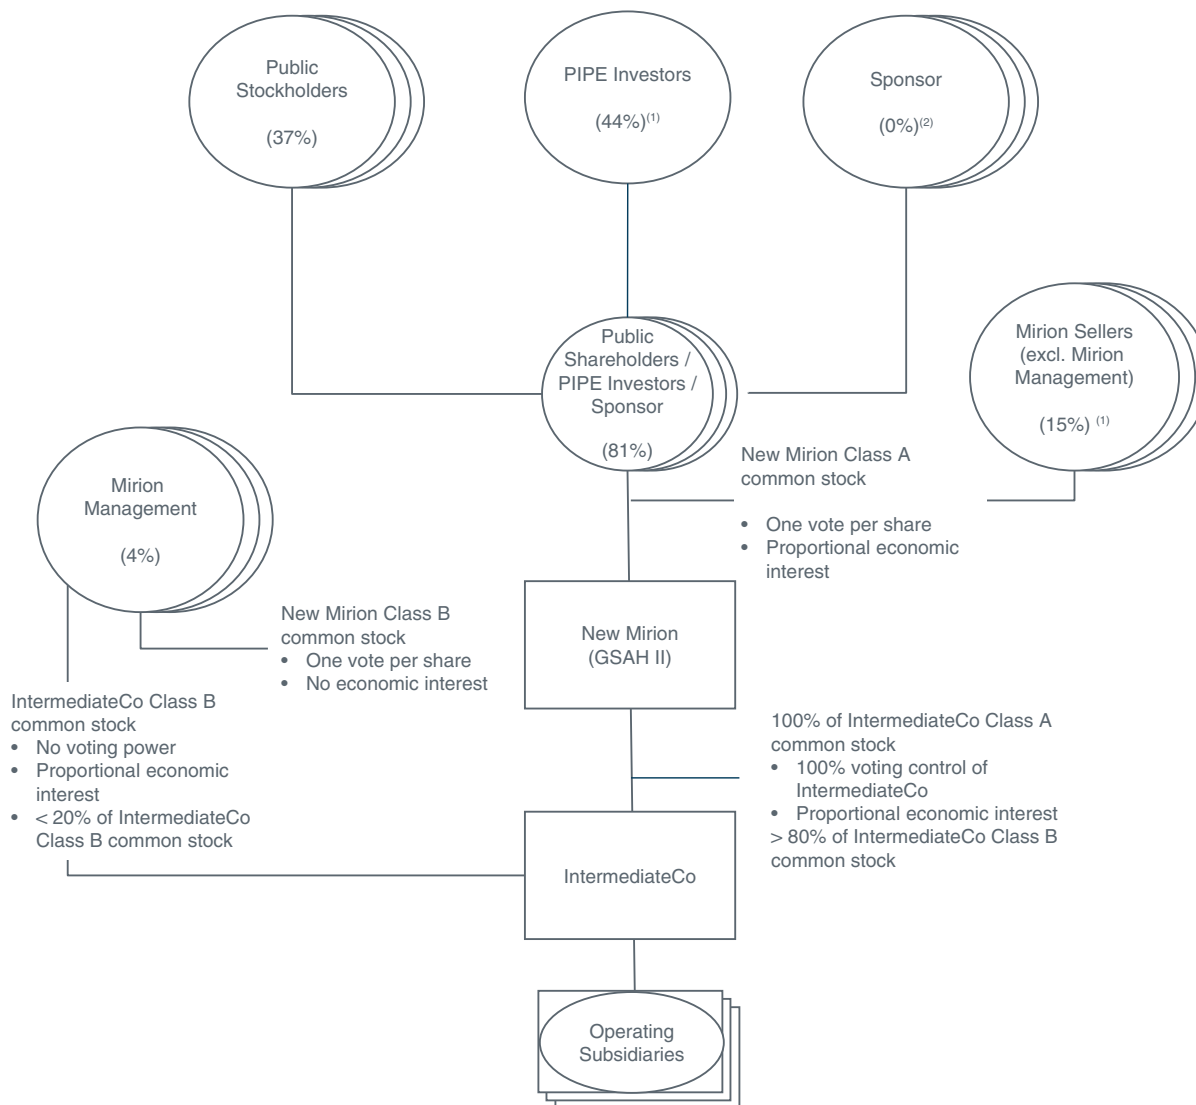 Public
Stockholders
(37%)
PIPE Investors
(44%)(1)
Sponsor
(0%)(2)
Public
Shareholders /
PIPE Investors /
Sponsor
(81%)
Mirion Sellers
(excl. Mirion
Management)
(15%) (1)
New Mirion Class A
common stock
• One vote per share
• Proportional economic
interest
Mirion
Management
(4%)
New Mirion Class B
common stock
• One vote per share
• No economic interest
New Mirion
(GSAH II)
IntermediateCo Class B
common stock
• No voting power
• Proportional economic
interest
• < 20% of IntermediateCo
Class B common stock
100% of IntermediateCo Class A
common stock
• 100% voting control of
IntermediateCo
• Proportional economic interest
> 80% of IntermediateCo Class B
common stock
IntermediateCo
Operating
Subsidiaries